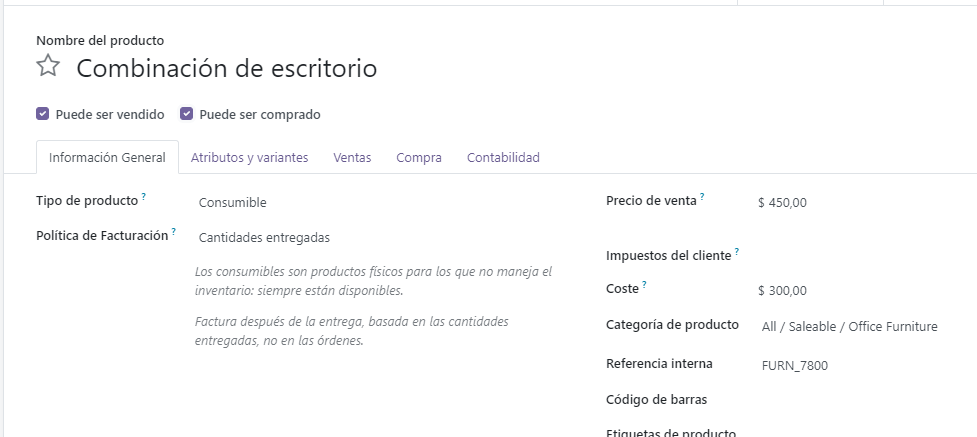 Nombre del producto
Combinación de escritorio
Puede ser vendido Puede ser comprado
Información General Atributos y variantes Ventas Compra Contabilidad
Tipo de producto ? Consumible
Política de Facturación ? Cantidades entregadas
Los consumibles son productos físicos para los que no maneja el
inventario: siempre están disponibles.
Factura después de la entrega, basada en las cantidades
entregadas, no en las órdenes.
Precio de venta ? $ 450,00
Impuestos del cliente ?
Coste ? $ 300,00
Categoría de producto All / Saleable / Office Furniture
Referencia interna FURN_7800
Código de barras
Etiquetas de producto